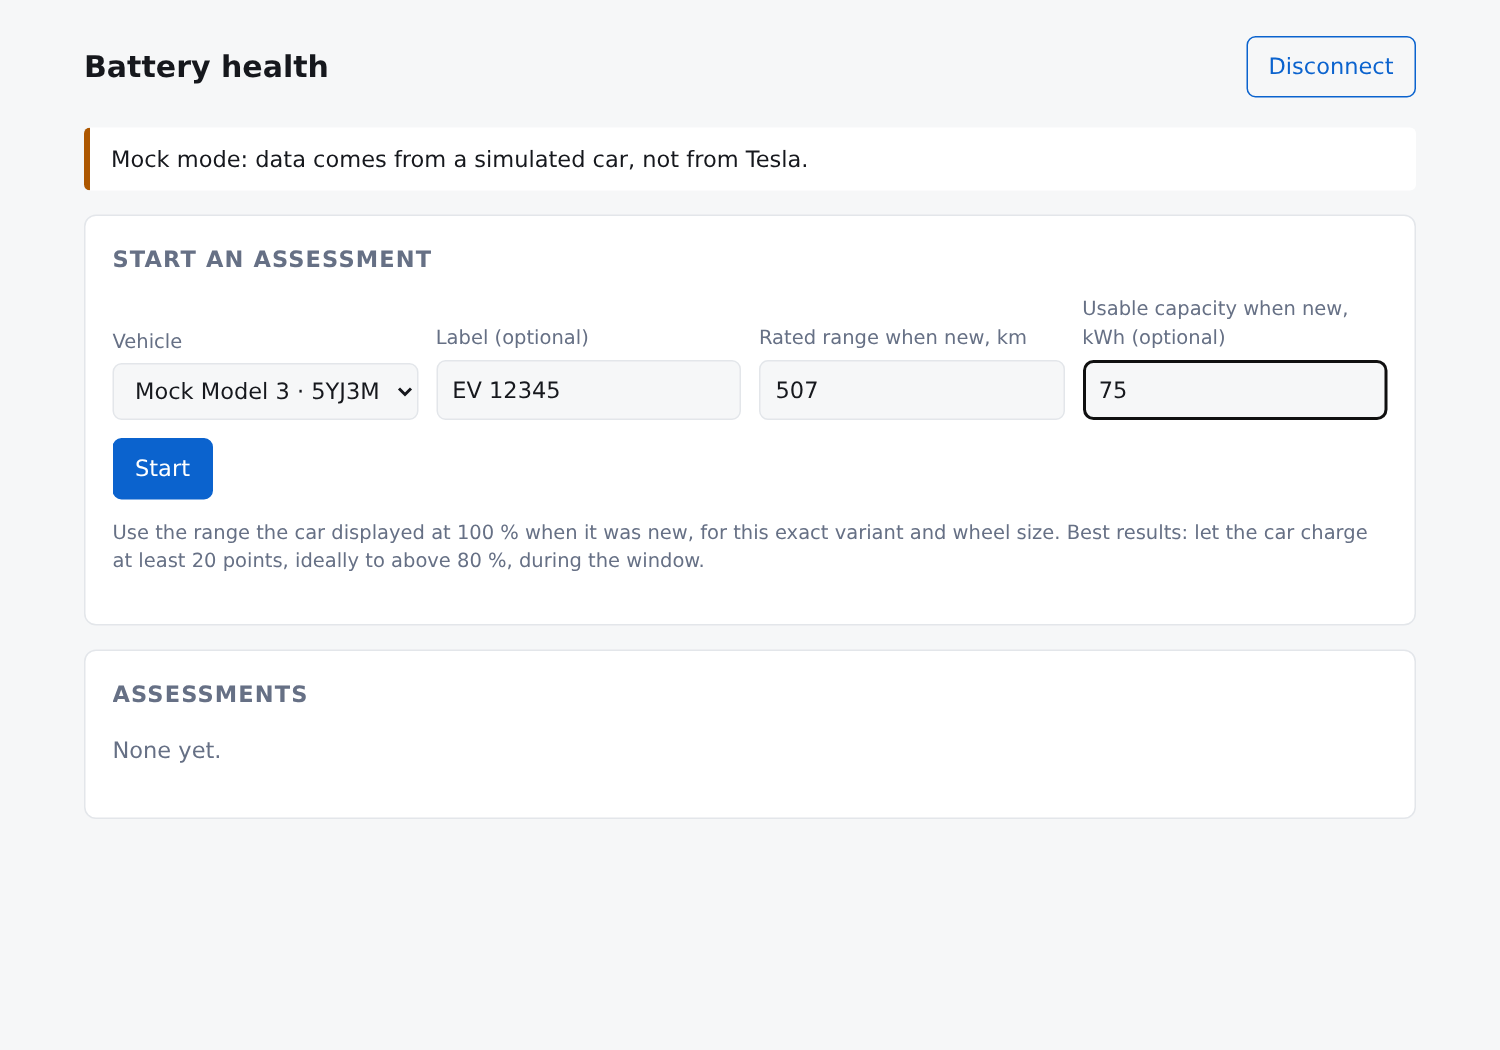 Battery health
Disconnect
Mock mode: data comes from a simulated car, not from Tesla.
START AN ASSESSMENT
Vehicle
Mock Model 3 · 5YJ3M
Label (optional)
EV 12345
Rated range when new, km
507
Usable capacity when new,
kWh (optional)
75
Start
Use the range the car displayed at 100 % when it was new, for this exact variant and wheel size. Best results: let the car charge
at least 20 points, ideally to above 80 %, during the window.
ASSESSMENTS
None yet.